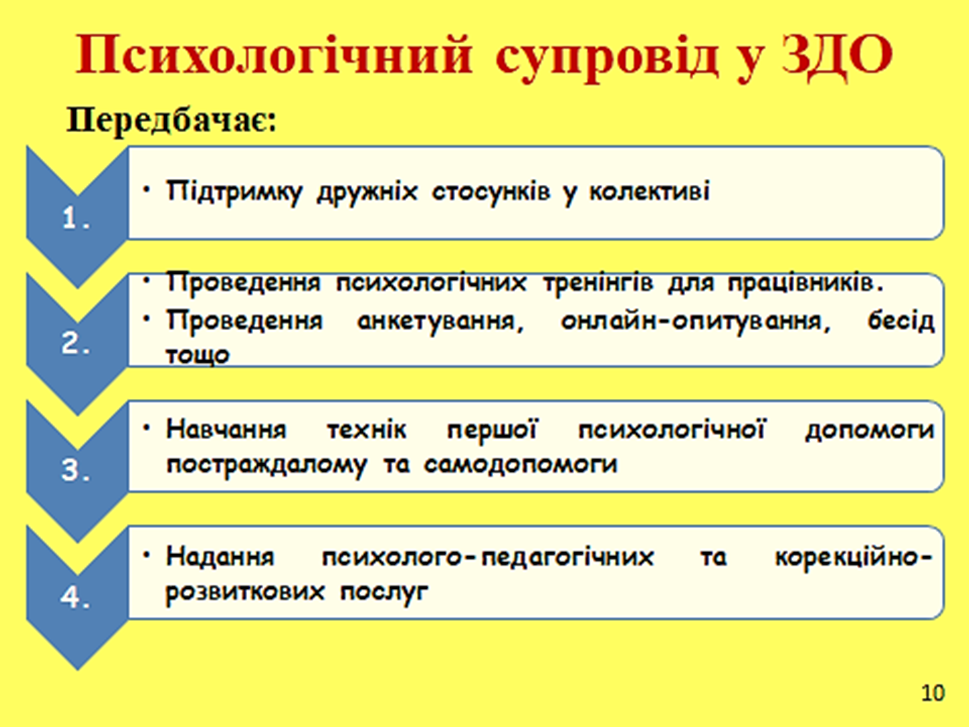 Психологічний супровід у ЗДО
Передбачає:
1.
• Підтримку дружніх стосунків у колективі
2.
• Проведення психологічних тренінгів для працівників.
• Проведення анкетування, онлайн-опитування, бесід
тощо
3.
• Навчання технік першої психологічної допомоги
постраждалому та самодопомоги
4.
• Надання психолого-педагогічних та корекційно-
розвиткових послуг
10